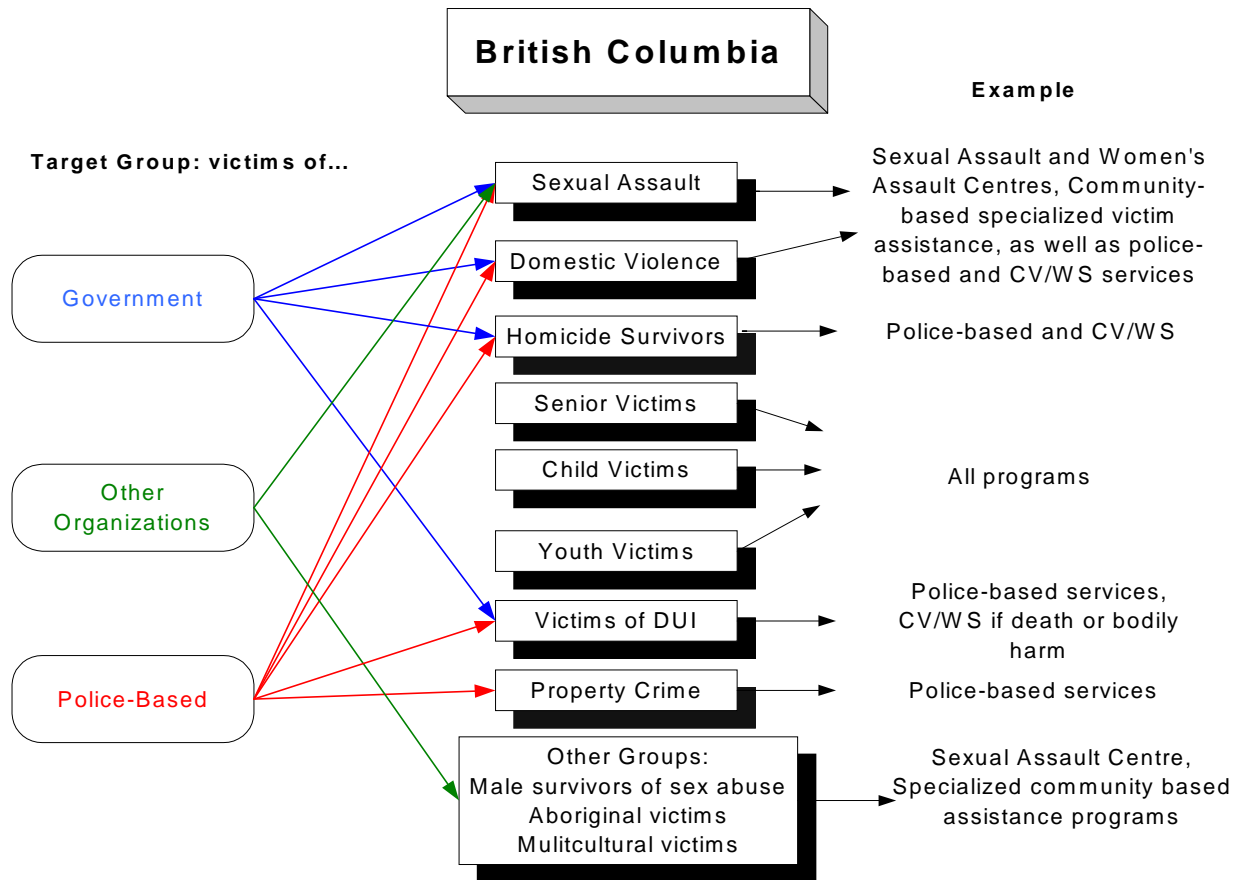 British Columbia
Example
Target Group: victims of...
Government
Other
Organizations
Police-Based
Sexual Assault
Domestic Violence
Homicide Survivors
Senior Victims
Child Victims
Youth Victims
Victims of DUI
Property Crime
Other Groups:
Male survivors of sex abuse
Aboriginal victims
Mulitcultural victims
Sexual Assault and Women's
Assault Centres, Community-
based specialized victim
assistance, as well as police-
based and CV/WS services
Police-based and CV/WS
All programs
Police-based services,
CV/WS if death or bodily
harm
Police-based services
Sexual Assault Centre,
Specialized community based
assistance programs